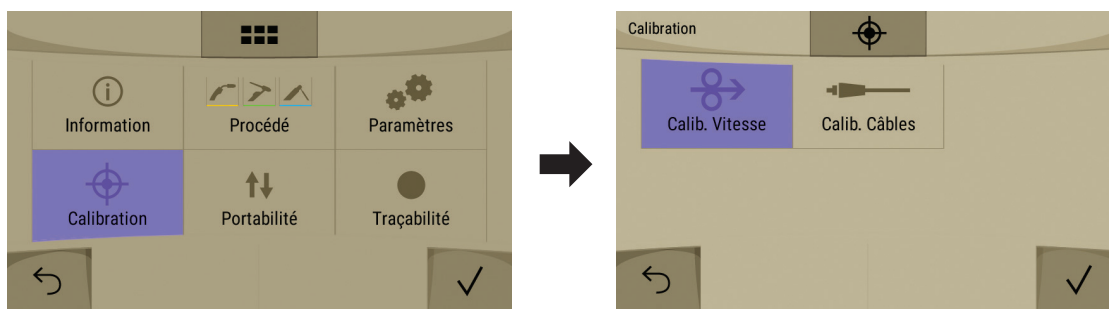 Information
Procédé
Paramètres
Calibration
Portabilité
Traçabilité
Calibration
Calib. Vitesse
Calib. Câbles